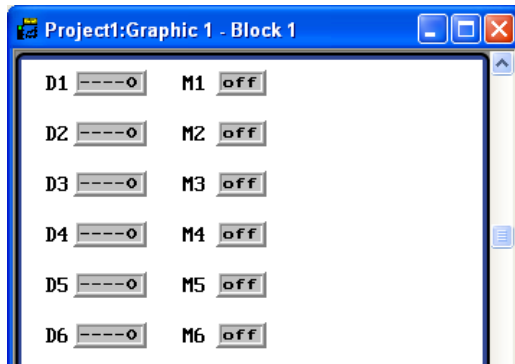 Project1:Graphic 1 - Block 1
D1 ----0 M1 off
D2 ----0 M2 off
D3 ----0 M3 off
D4 ----0 M4 off
D5 ----0 M5 off
D6 ----0 M6 off